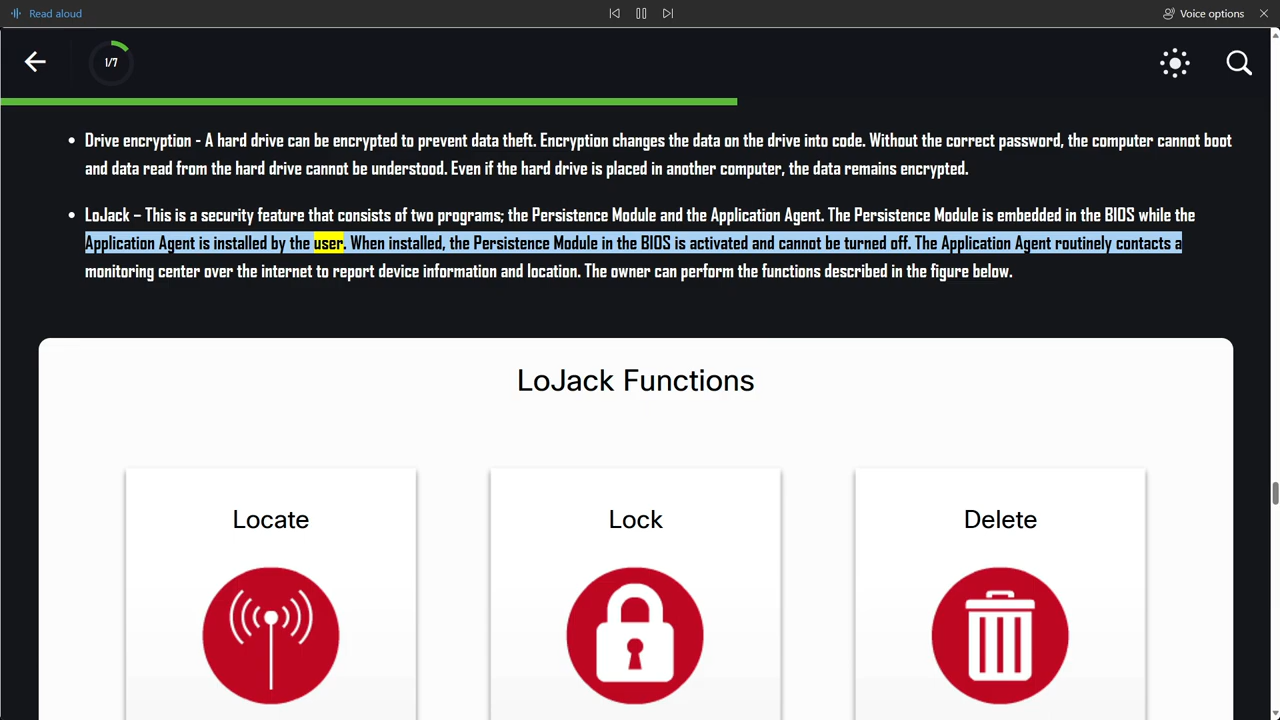 Read aloud
Voice options
1/7
• Drive encryption - A hard drive can be encrypted to prevent data theft. Encryption changes the data on the drive into code. Without the correct password, the computer cannot boot
and data read from the hard drive cannot be understood. Even if the hard drive is placed in another computer, the data remains encrypted.
• LoJack – This is a security feature that consists of two programs; the Persistence Module and the Application Agent. The Persistence Module is embedded in the BIOS while the
Application Agent is installed by the user. When installed, the Persistence Module in the BIOS is activated and cannot be turned off. The Application Agent routinely contacts a
monitoring center over the internet to report device information and location. The owner can perform the functions described in the figure below.
LoJack Functions
Locate
Lock
Delete